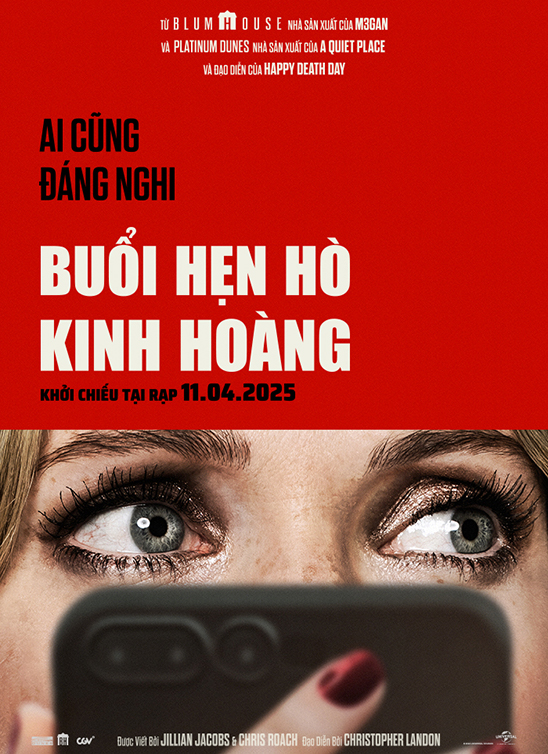 TỪ BLUMHOUSE NHÀ SẢN XUẤT CỦA M3GAN
VÀ PLATINUM DUNES NHÀ SẢN XUẤT CỦA A QUIET PLACE
VÀ ĐẠO DIỄN CỦA HAPPY DEATH DAY
AI CŨNG
ĐÁNG NGHI
BUỔI HẸN HÒ
KINH HOÀNG
KHỞI CHIẾU TẠI RẠP 11.04.2025
CGV
Được Viết Bởi JILLIAN JACOBS & CHRIS ROACH Đạo Diễn Bởi CHRISTOPHER LANDON
UNIVERSAL